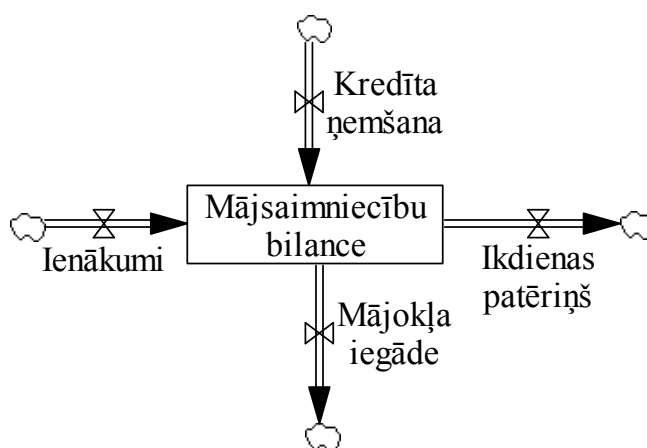 Kredīta
ņemšana
Mājsaimniecību
bilance
Ienākumi
Ikdienas
patēriņš
Mājokļa
iegāde